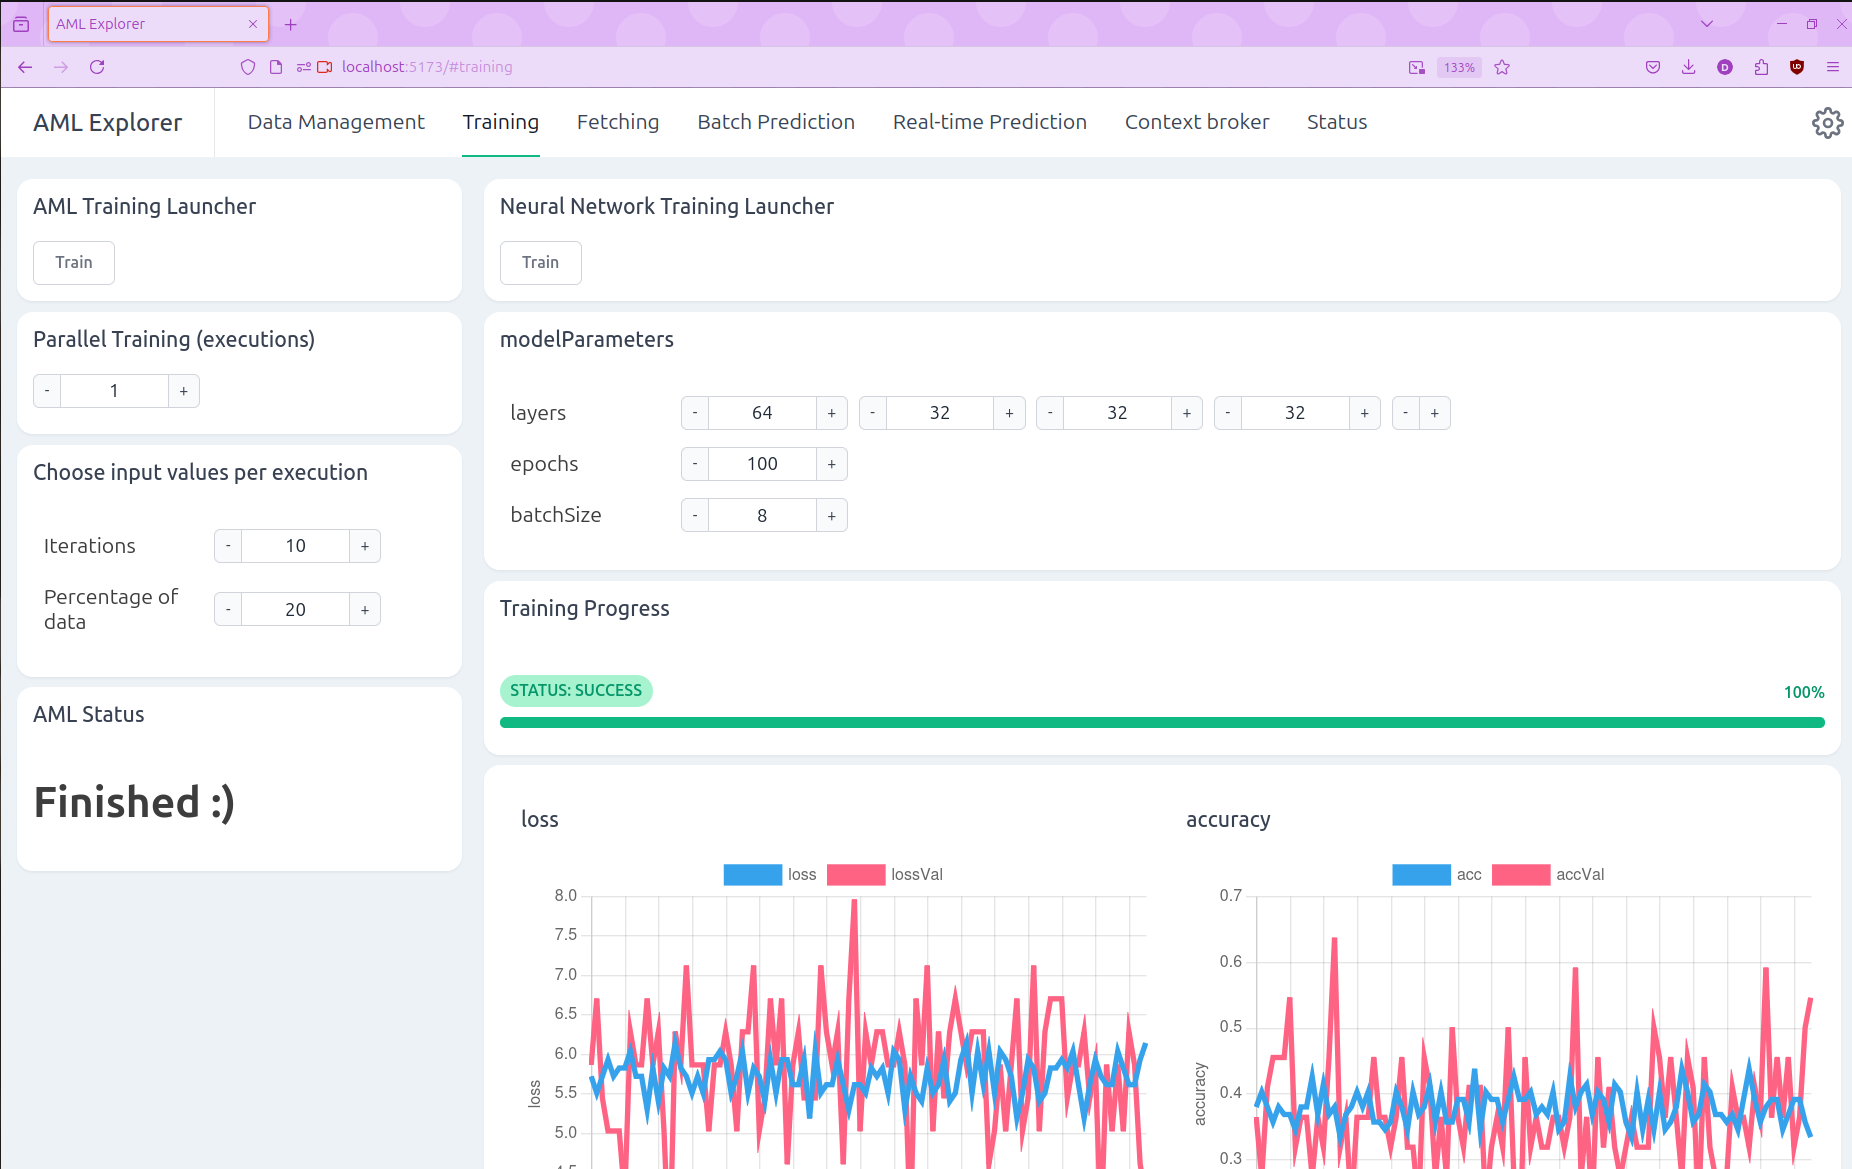 AML Explorer
localhost:5173/#training
133%
AML Explorer
Data Management
Training
Fetching
Batch Prediction
Real-time Prediction
Context broker
Status
AML Training Launcher
Train
Parallel Training (executions)
- 1 +
Choose input values per execution
Iterations - 10 +
Percentage of
data
- 20 +
AML Status
Finished :)
Neural Network Training Launcher
Train
modelParameters
layers - 64 + - 32 + - 32 + - 32 + - +
epochs - 100 +
batchSize - 8 +
Training Progress
STATUS: SUCCESS
100%
loss
loss lossVal
8.0
7.5
7.0
6.5
6.0
5.5
5.0
loss
accuracy
acc accVal
0.7
0.6
0.5
0.4
0.3
accuracy